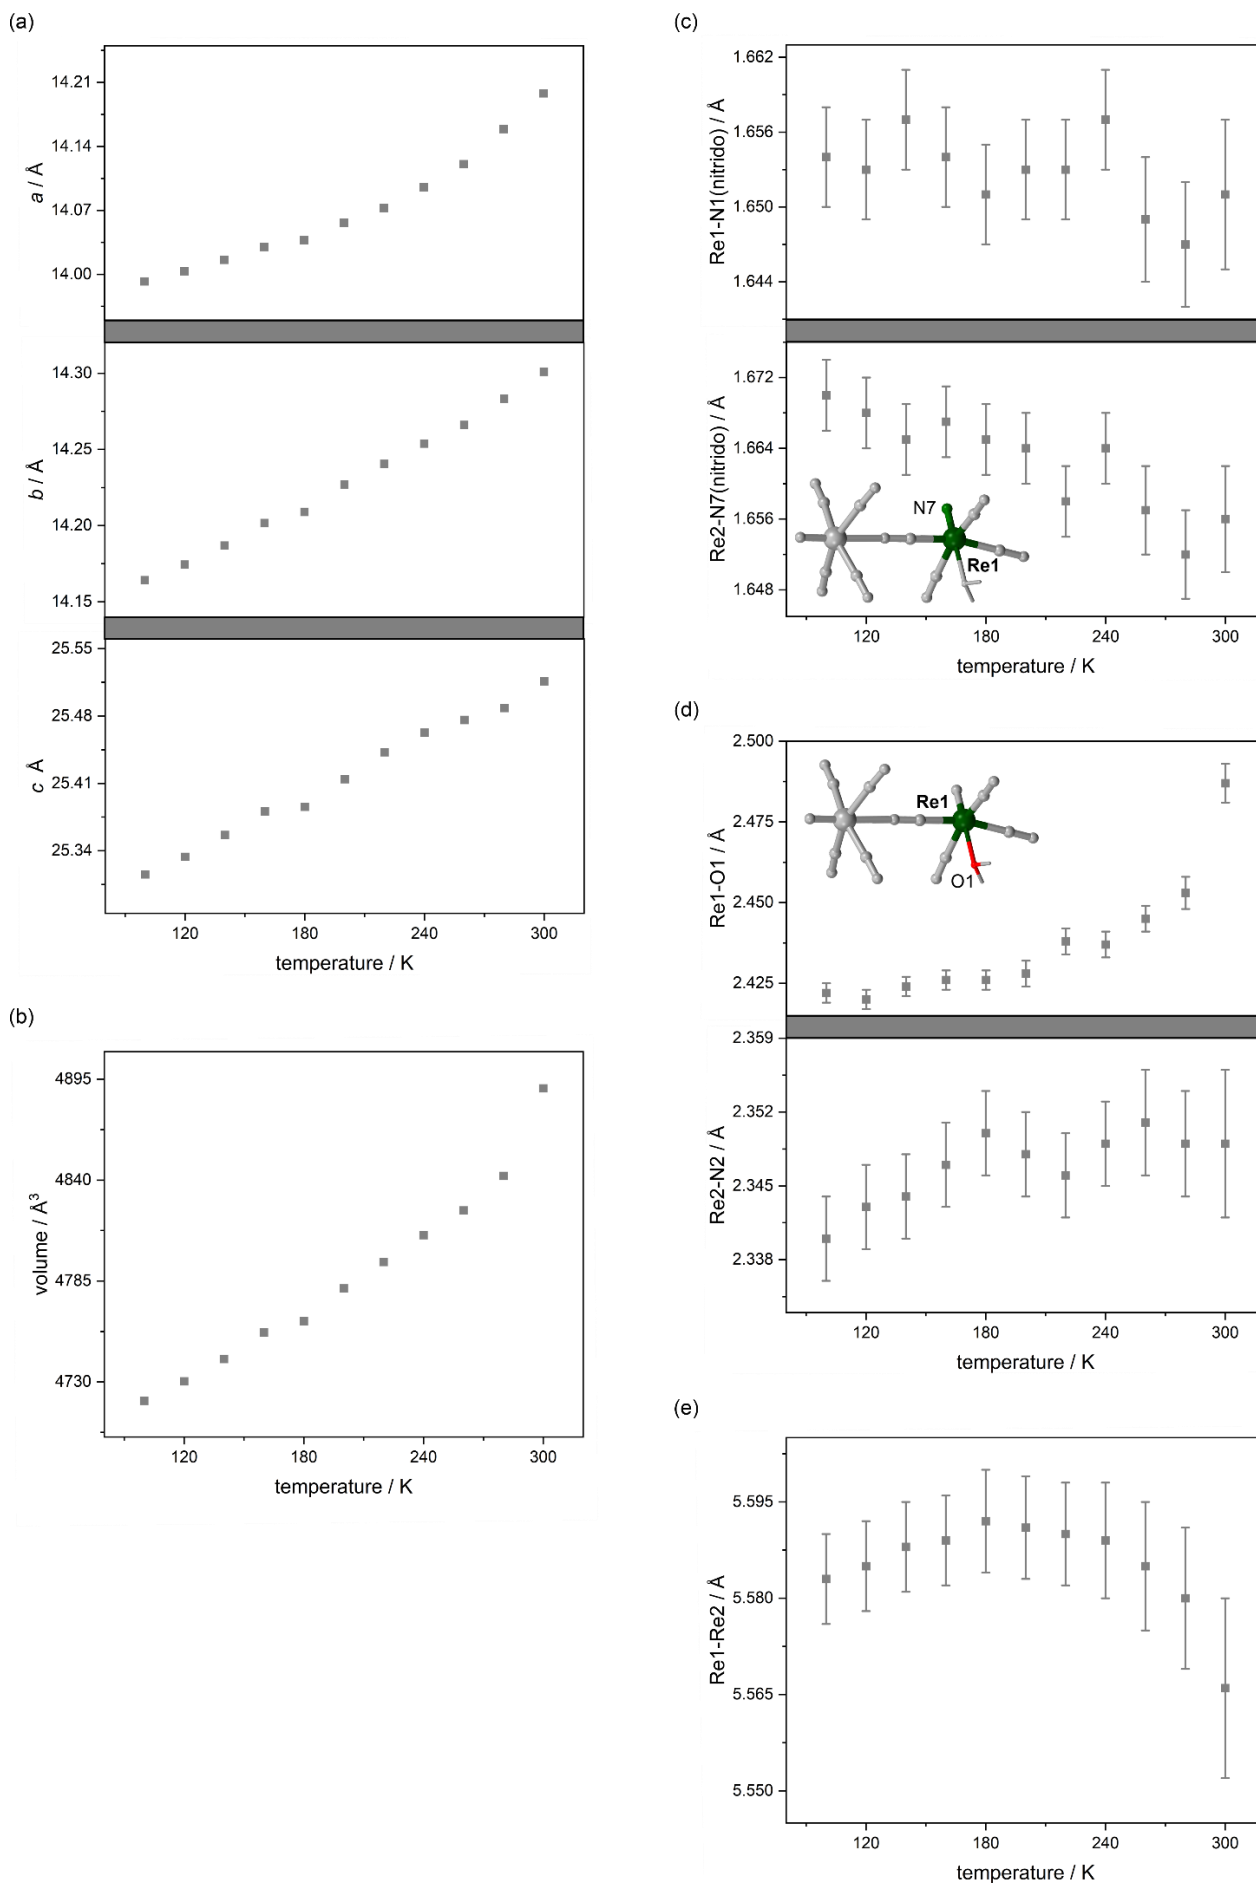 (a)
14.21
14.14
14.07
14.00
a / Å
14.30
14.25
14.20
14.15
b / Å
25.55
25.48
25.41
25.34
c Å
120 180 240 300
temperature / K
(b)
4895
4840
4785
4730
volume / Å³
120 180 240 300
temperature / K
(c)
1.662
1.656
1.650
1.644
Re1-N1(nitrido) / Å
1.672
1.664
1.656
1.648
Re2-N7(nitrido) / Å
N7
Re1
120 180 240 300
temperature / K
(d)
2.500
2.475
2.450
2.425
Re1-O1 / Å
Re1
O1
2.359
2.352
2.345
2.338
Re2-N2 / Å
120 180 240 300
temperature / K
(e)
5.595
5.580
5.565
5.550
Re1-Re2 / Å
120 180 240 300
temperature / K